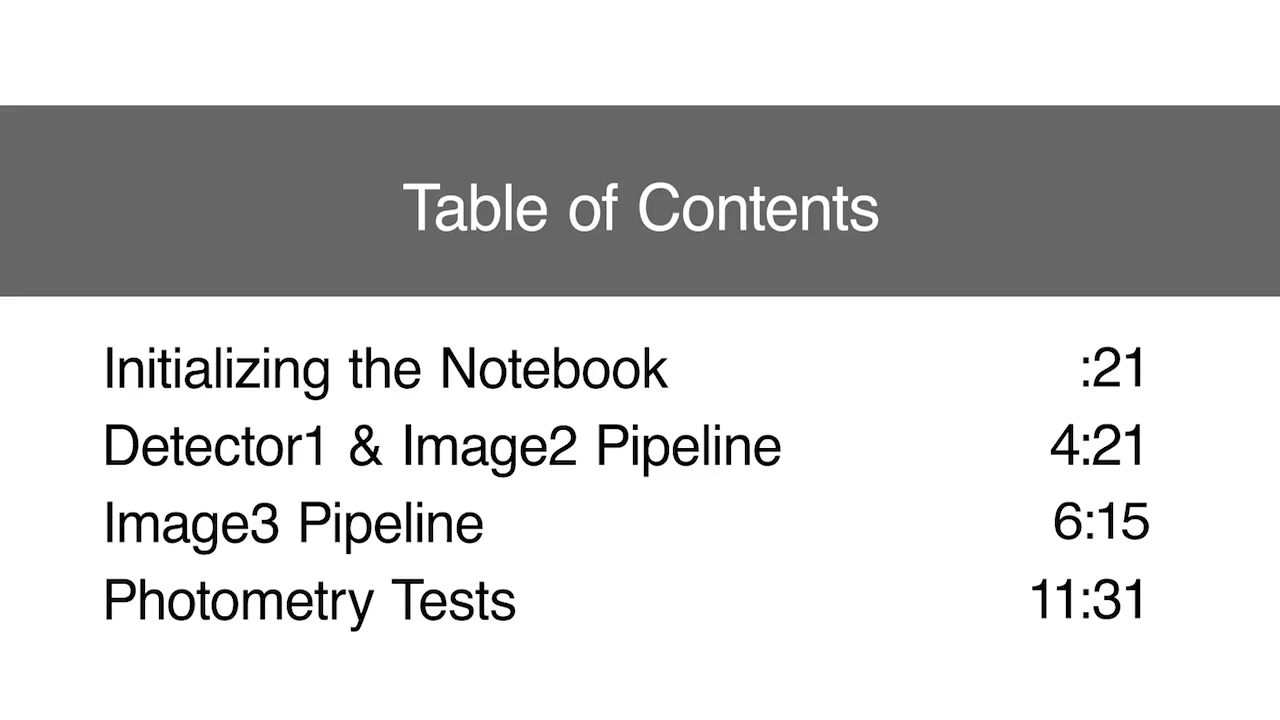 Table of Contents
Initializing the Notebook :21
Detector1 & Image2 Pipeline 4:21
Image3 Pipeline 6:15
Photometry Tests 11:31